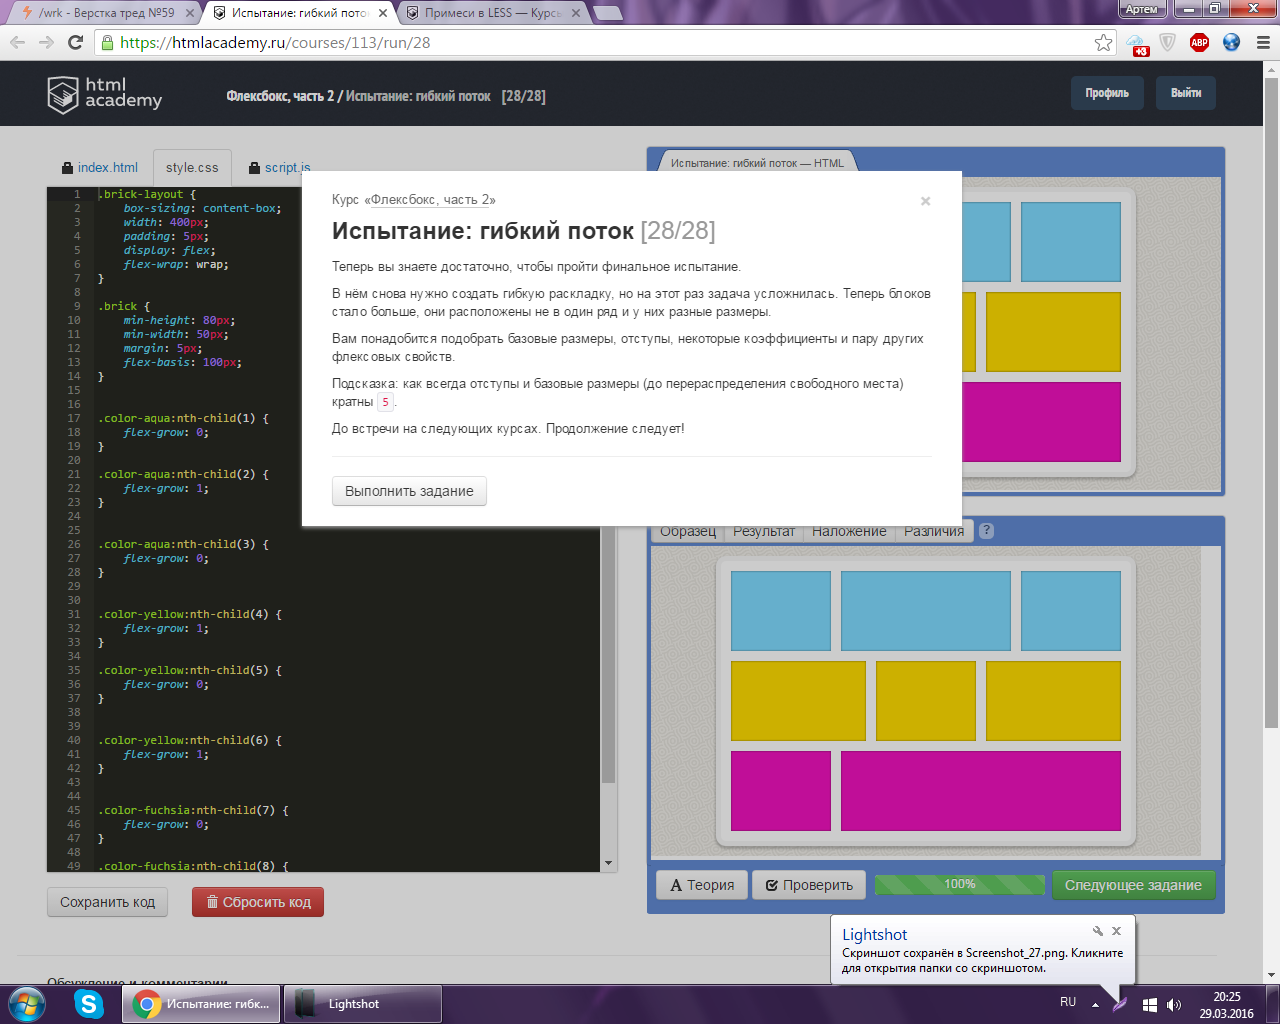 /wrk - Верстка тред №59
Испытание: гибкий пото
Примеси в LESS — Курсы
Артем
https://htmlacademy.ru/courses/113/run/28
+3
ABP
html academy
Флексбокс, часть 2 / Испытание: гибкий поток [28/28]
Профиль
Выйти
index.html
style.css
script.js
Испытание: гибкий поток — HTML
1 .brick-layout {
2 box-sizing: content-box;
3 width: 400px;
4 padding: 5px;
5 display: flex;
6 flex-wrap: wrap;
7 }
8
9 .brick {
10 min-height: 80px;
11 min-width: 50px;
12 margin: 5px;
13 flex-basis: 100px;
14 }
15
16
17 .color-aqua:nth-child(1) {
18 flex-grow: 0;
19 }
20
21 .color-aqua:nth-child(2) {
22 flex-grow: 1;
23 }
24
25
26 .color-aqua:nth-child(3) {
27 flex-grow: 0;
28 }
29
30
31 .color-yellow:nth-child(4) {
32 flex-grow: 1;
33 }
34
35 .color-yellow:nth-child(5) {
36 flex-grow: 0;
37 }
38
39
40 .color-yellow:nth-child(6) {
41 flex-grow: 1;
42 }
43
44
45 .color-fuchsia:nth-child(7) {
46 flex-grow: 0;
47 }
48
49 .color-fuchsia:nth-child(8) {
Курс «Флексбокс, часть 2»
×
Испытание: гибкий поток [28/28]
Теперь вы знаете достаточно, чтобы пройти финальное испытание.
В нём снова нужно создать гибкую раскладку, но на этот раз задача усложнилась. Теперь блоков
стало больше, они расположены не в один ряд и у них разные размеры.
Вам понадобится подобрать базовые размеры, отступы, некоторые коэффициенты и пару других
флексовых свойств.
Подсказка: как всегда отступы и базовые размеры (до перераспределения свободного места)
кратны 5.
До встречи на следующих курсах. Продолжение следует!
Выполнить задание
Образец
Результат
Наложение
Различия
?
A Теория
Проверить
100%
Следующее задание
Сохранить код
Сбросить код
Обсуждение и комментарии
Lightshot
Скриншот сохранён в Screenshot_27.png. Кликните
для открытия папки со скриншотом.
Испытание: гибк...
Lightshot
RU
20:25
29.03.2016